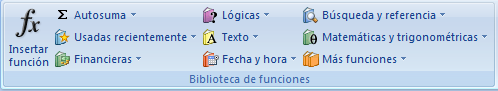 fx
Insertar
función
Σ Autosuma
Usadas recientemente
Financieras
? Lógicas
A Texto
Fecha y hora
Búsqueda y referencia
θ Matemáticas y trigonométricas
Más funciones
Biblioteca de funciones